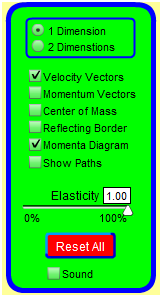 1 Dimension
2 Dimenstions
Velocity Vectors
Momentum Vectors
Center of Mass
Reflecting Border
Momenta Diagram
Show Paths
Elasticity 1.00
0% 100%
Reset All
Sound